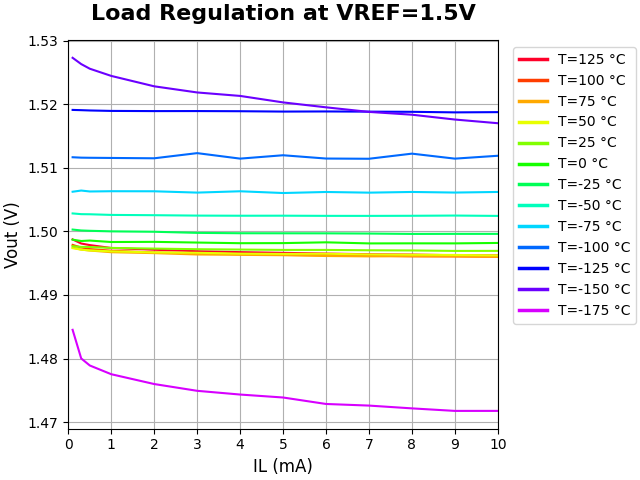 Load Regulation at VREF=1.5V
Vout (V)
1.53
1.52
1.51
1.50
1.49
1.48
1.47
0 1 2 3 4 5 6 7 8 9 10
IL (mA)
T=125 °C
T=100 °C
T=75 °C
T=50 °C
T=25 °C
T=0 °C
T=-25 °C
T=-50 °C
T=-75 °C
T=-100 °C
T=-125 °C
T=-150 °C
T=-175 °C